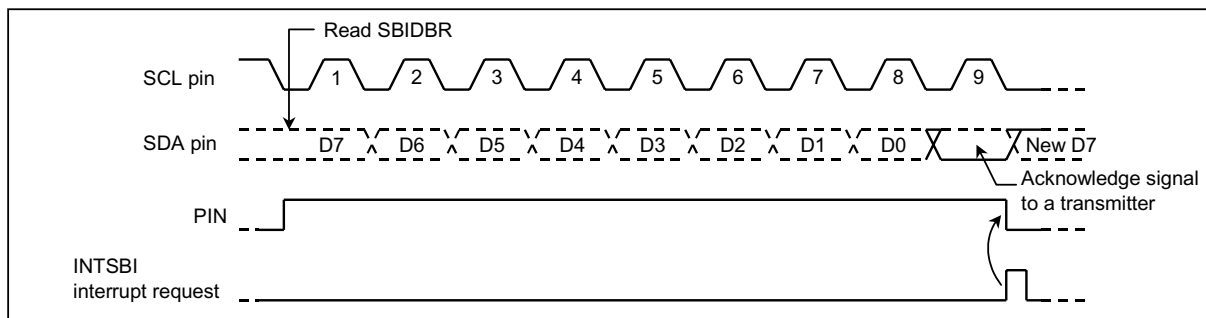 Read SBIDBR
SCL pin
1 2 3 4 5 6 7 8 9
SDA pin
D7 D6 D5 D4 D3 D2 D1 D0 New D7
Acknowledge signal
to a transmitter
PIN
INTSBI
interrupt request